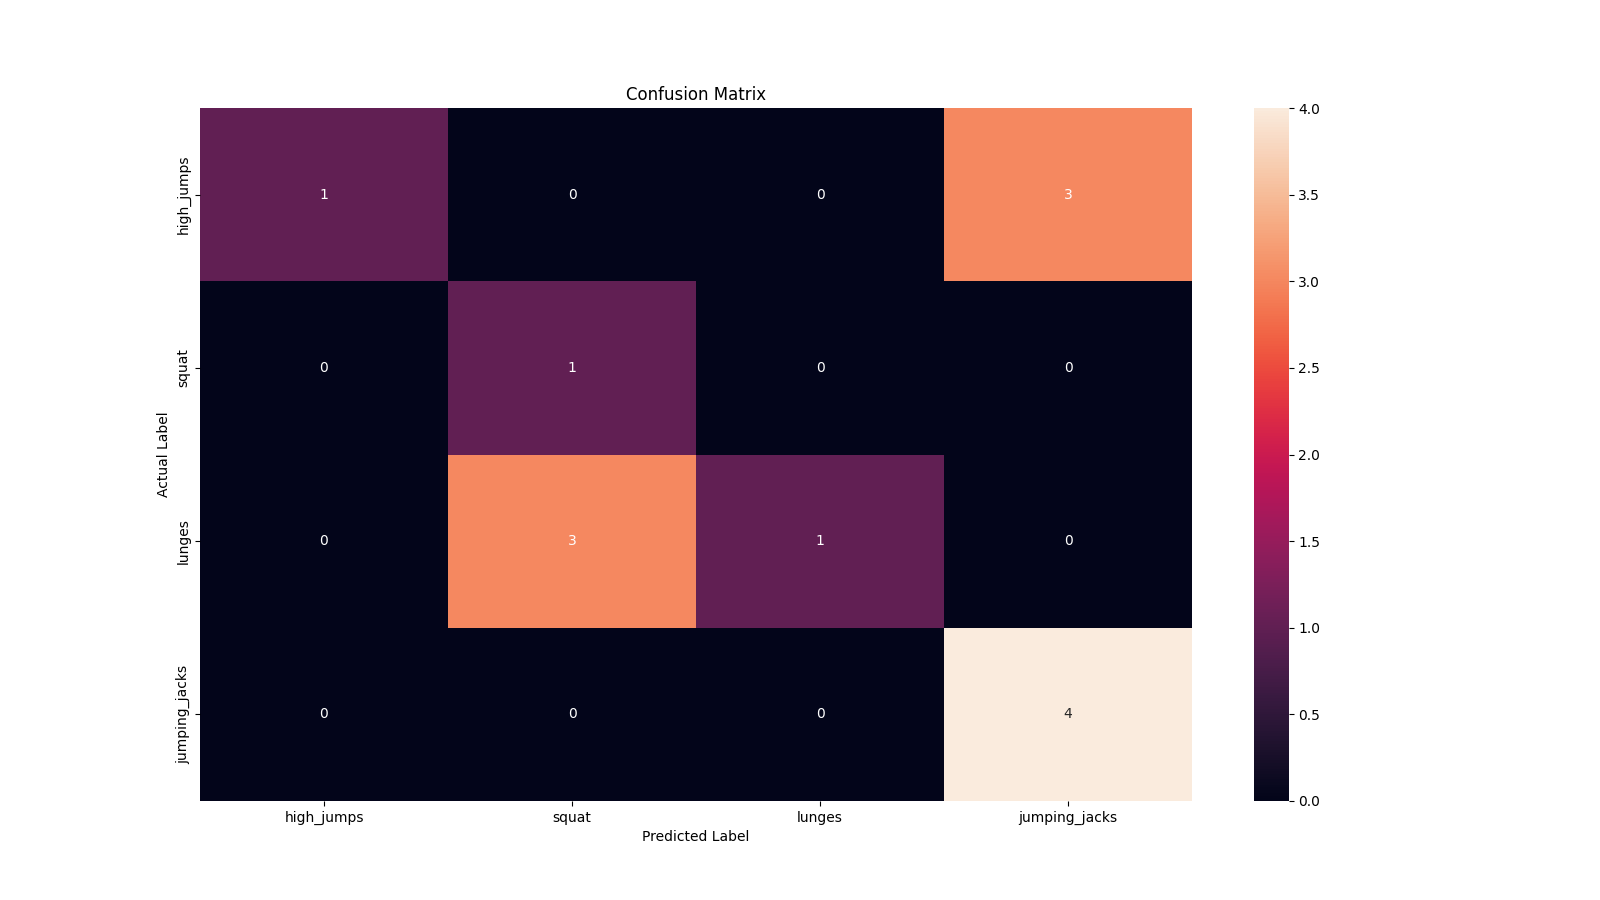 Confusion Matrix
Actual Label
high_jumps
1 0 0 3
squat
0 1 0 0
lunges
0 3 1 0
jumping_jacks
0 0 0 4
high_jumps squat lunges jumping_jacks
Predicted Label
4.0
3.5
3.0
2.5
2.0
1.5
1.0
0.5
0.0